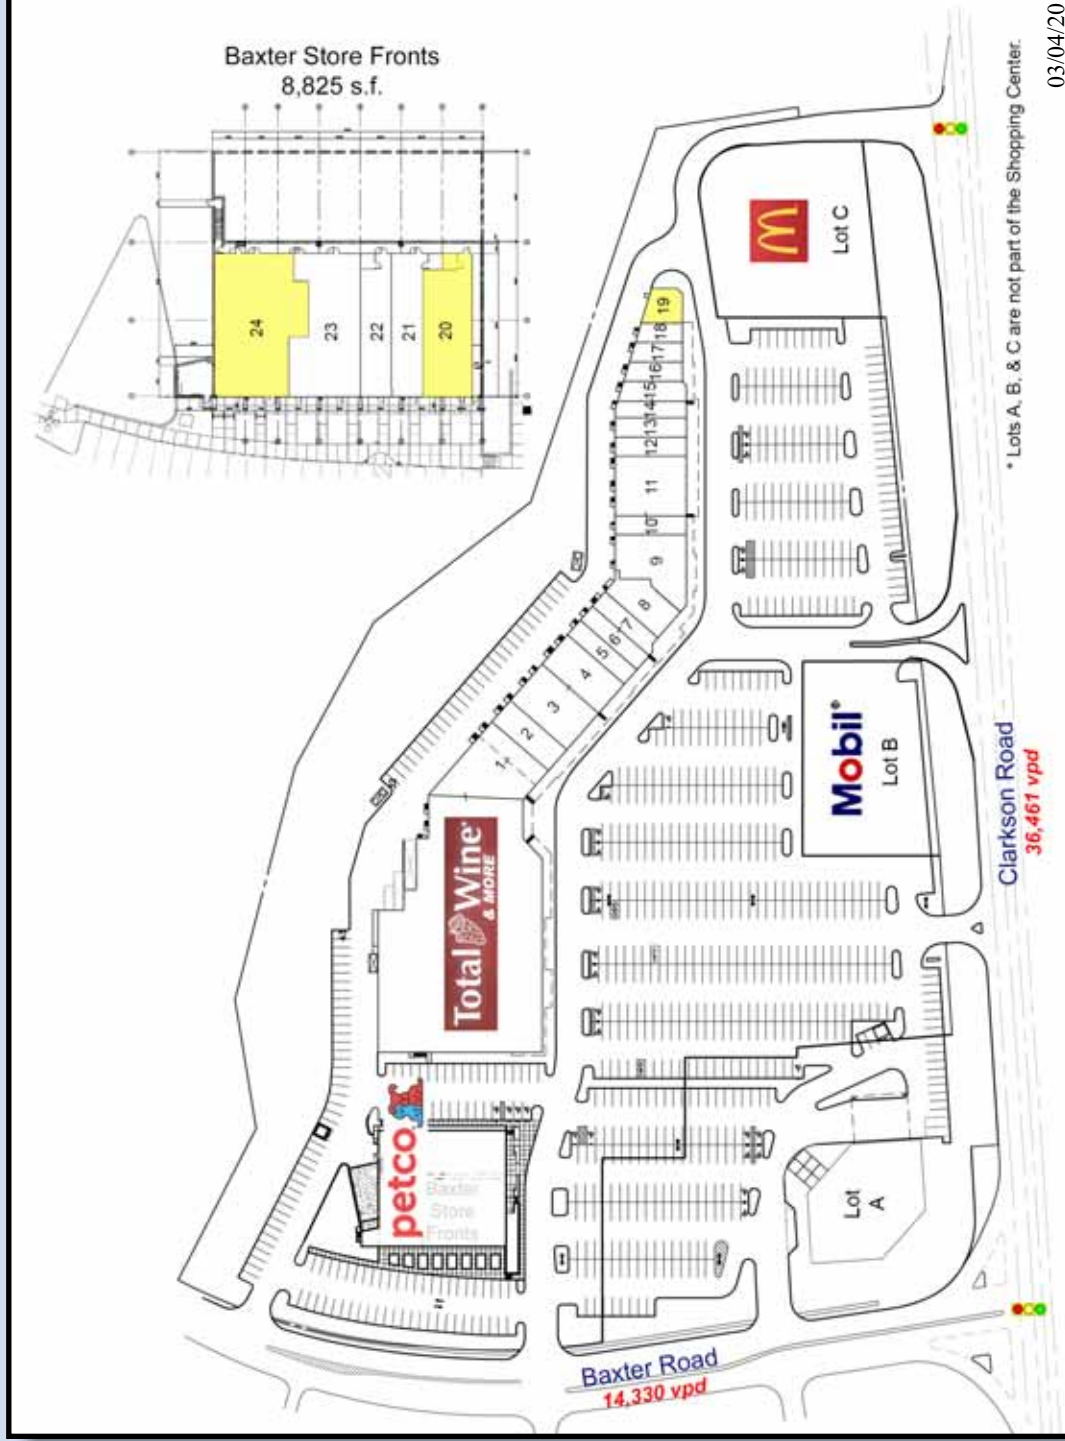 Baxter Store Fronts
8,825 s.f.
24
23
22
21
20
19
18
17
16
15
14
13
12
11
10
9
8
7
6
5
4
3
2
1
Total Wine
& MORE
petco
Baxter
Store
Fronts
Lot C
Mobil
Lot B
Lot
A
Clarkson Road
36,461 vpd
Baxter Road
14,330 vpd
* Lots A, B, & C are not part of the Shopping Center.
03/04/20